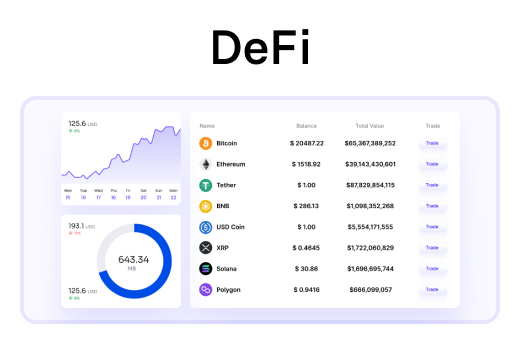 DeFi
125.6 USD
8%
Mon Tue Wed Thu Fri Sat Sun Mon
15 16 17 18 19 20 21 22
193.1 USD
643.34
MB
125.6 USD
8%
Name Balance Total Value Trade
Bitcoin $ 20487.22 $65,367,389,252 Trade
Ethereum $ 1518.92 $39,143,430,601 Trade
Tether $ 1.00 $87,829,854,115 Trade
BNB $ 286.13 $1,098,352,268 Trade
USD Coin $ 1.00 $5,554,171,555 Trade
XRP $ 0.4645 $1,722,060,829 Trade
Solana $ 30.86 $1,696,695,744 Trade
Polygon $ 0.9416 $666,099,057 Trade